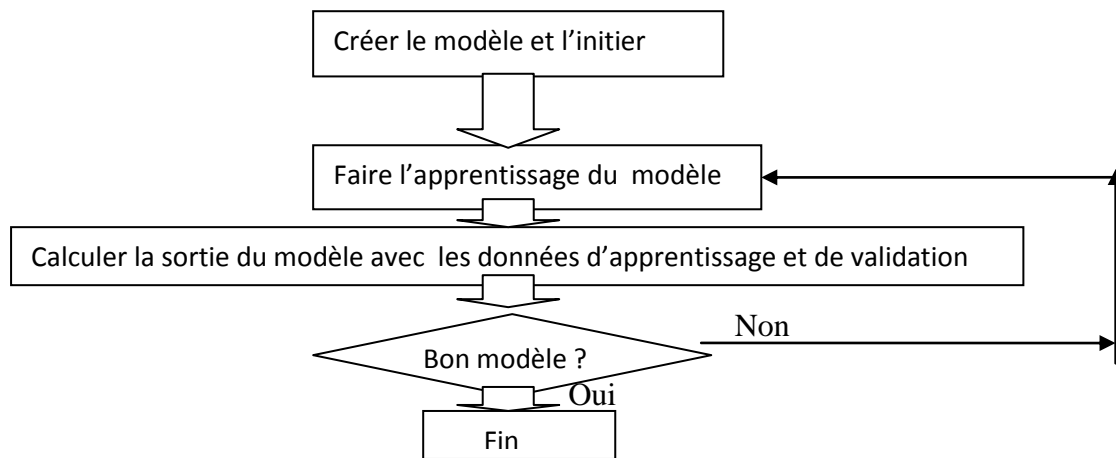 Créer le modèle et l’initier
Faire l’apprentissage du  modèle
Calculer la sortie du modèle avec  les données d’apprentissage et de validation
Non
Bon modèle ?
Oui
Fin